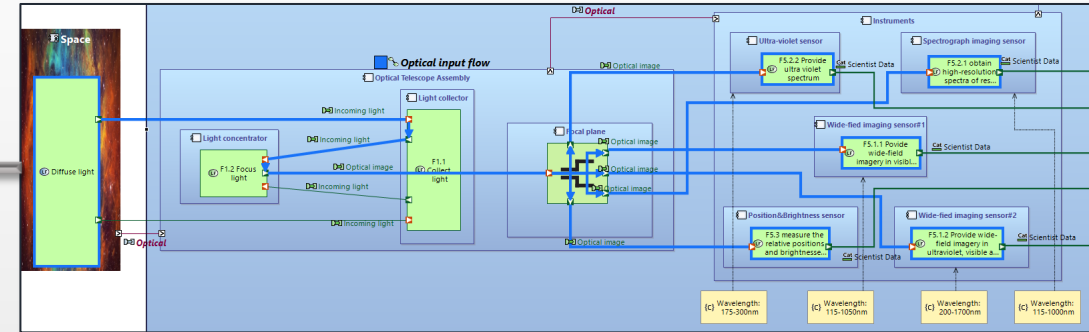 Optical
Space
Instruments
Ultra-violet sensor
Spectrograph imaging sensor
Optical input flow
F5.2.2 Provide
ultra violet
spectrum
Cat Scientist Data
F5.2.1 obtain
high-resolution
spectra of res...
Cat Scientist Data
Optical image
Optical Telescope Assembly
Light collector
Incoming light
Incoming light
Light concentrator
Focal plane
Wide-fied imaging sensor#1
Optical image
F5.1.1 Povide
wide-field
imagery in visibl...
Cat Scientist Data
Diffuse light
F1.2 Focus
light
Optical image
F1.1
Collect
light
Optical image
Incoming light
Optical image
Incoming light
Position&Brightness sensor
Wide-fied imaging sensor#2
Optical
Optical image
F5.3 measure the
relative positions
and brightnesse...
Cat Scientist Data
F5.1.2 Provide wide-
field imagery in
ultraviolet, visible a...
Cat Scientist Data
{c} Wavelength:
175-300nm
{c} Wavelength:
115-1050nm
{c} Wavelength:
200-1700nm
{c} Wavelength:
115-1000nm